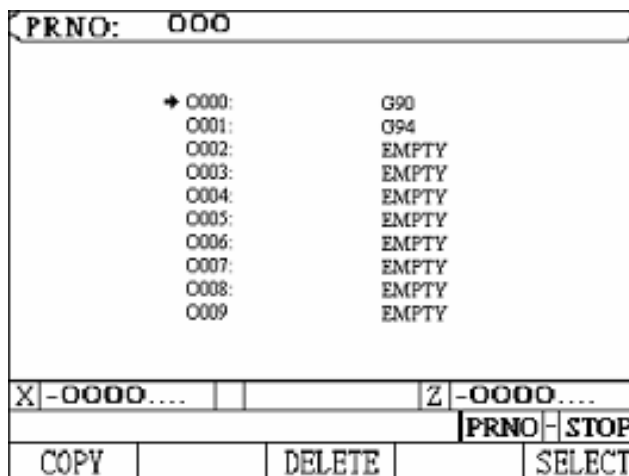 PRNO: 000
→ O000: G90
O001: G94
O002: EMPTY
O003: EMPTY
O004: EMPTY
O005: EMPTY
O006: EMPTY
O007: EMPTY
O008: EMPTY
O009 EMPTY
X -0000.... Z -0000....
PRNO - STOP
COPY DELETE SELECT